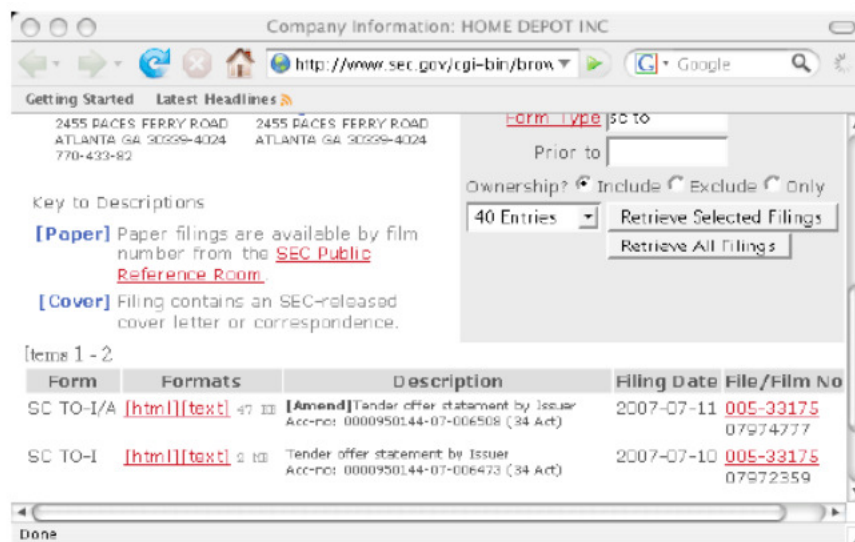 Company Information: HOME DEPOT INC
http://www.sec.gov/cgi-bin/brow
G Google
Getting Started Latest Headlines
2455 PACES FERRY ROAD 2455 PACES FERRY ROAD
ATLANTA GA 30339-4024 ATLANTA GA 30339-4024
770-433-82
Form Type sc to
Prior to
Ownership? Include Exclude Only
40 Entries Retrieve Selected Filings
Retrieve All Filings
Key to Descriptions
[Paper] Paper filings are available by film
number from the SEC Public
Reference Room.
[Cover] Filing contains an SEC-released
cover letter or correspondence.
Items 1 - 2
Form Formats Description Filing Date File/Film No
SC TO-I/A [html][text] 47 KB [Amend]Tender offer statement by Issuer 2007-07-11 005-33175
Acc-no: 0000950144-07-006508 (34 Act) 07974777
SC TO-I [html][text] 2 MB Tender offer statement by Issuer 2007-07-10 005-33175
Acc-no: 0000950144-07-006473 (34 Act) 07972359
Done